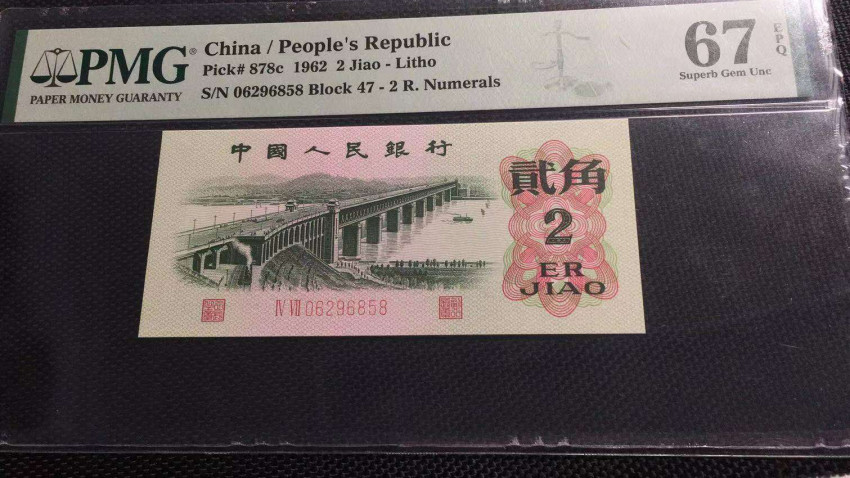 PMG
PAPER MONEY GUARANTY
China / People's Republic
Pick# 878c 1962 2 Jiao - Litho
S/N 06296858 Block 47 - 2 R. Numerals
67 EPQ
Superb Gem Unc
中國人民銀行
貳角
2
ER
JIAO
IV VII 06296858